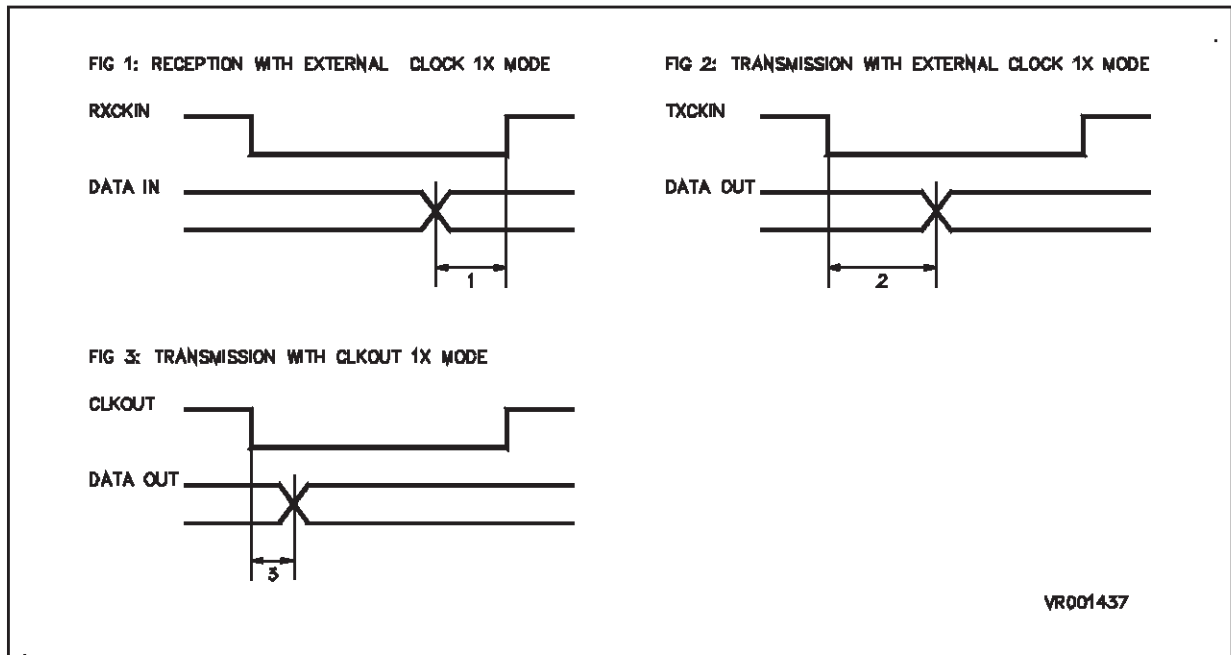 FIG 1: RECEPTION WITH EXTERNAL CLOCK 1X MODE
RXCKIN
DATA IN
1
FIG 2: TRANSMISSION WITH EXTERNAL CLOCK 1X MODE
TXCKIN
DATA OUT
2
FIG 3: TRANSMISSION WITH CLKOUT 1X MODE
CLKOUT
DATA OUT
3
VR001437